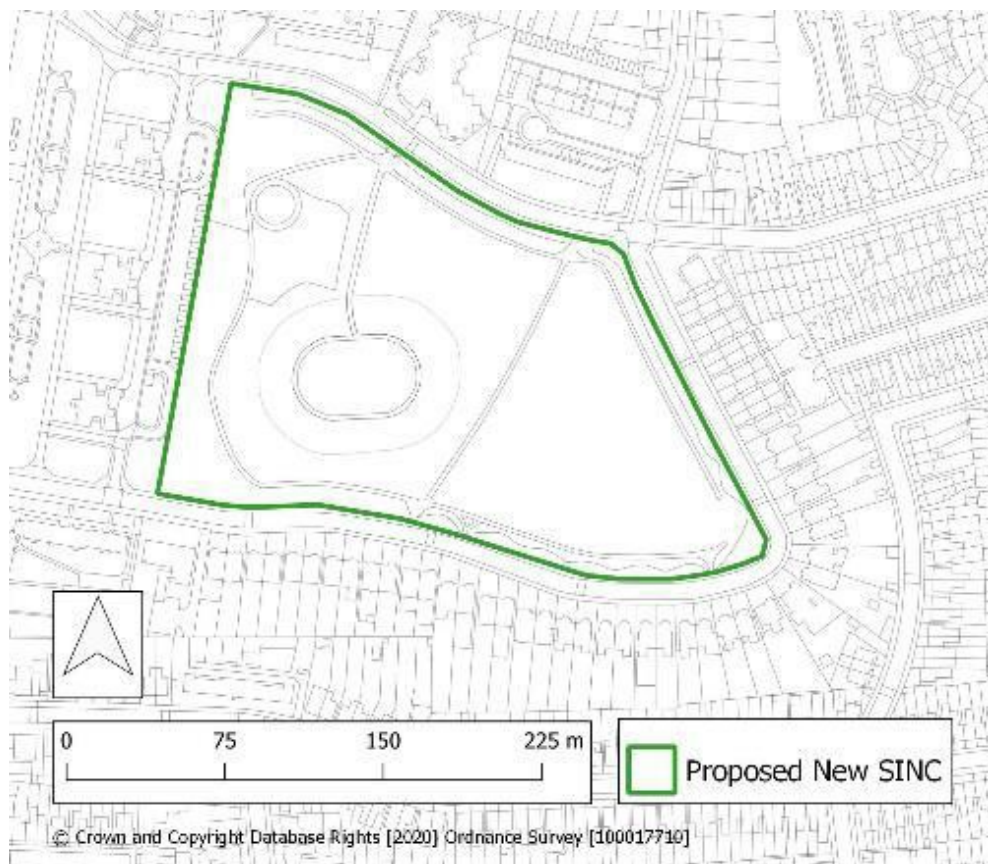 0 75 150 225 m
Proposed New SINC
© Crown and Copyright Database Rights [2020] Ordnance Survey [100017710]